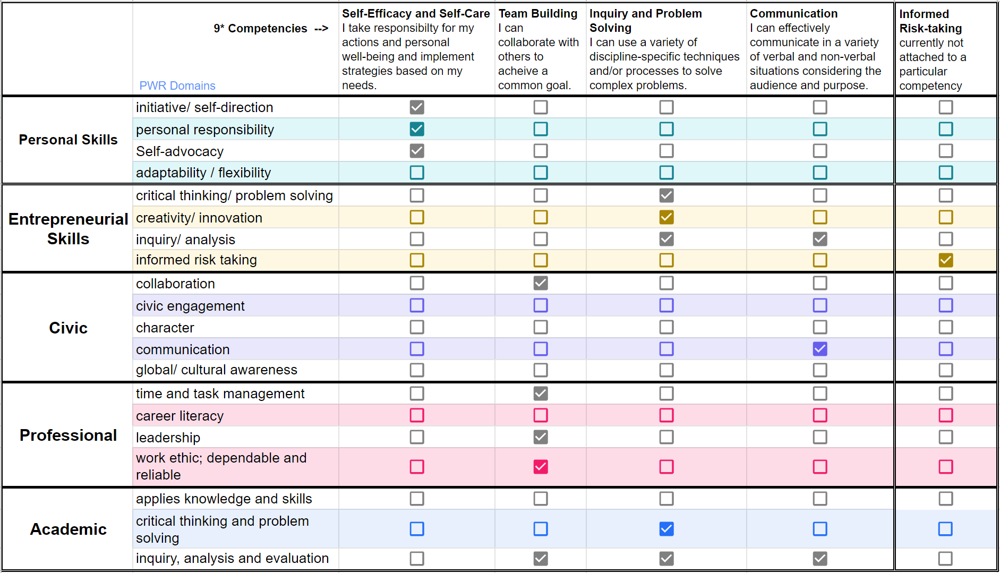 9* Competencies -->
PWR Domains
Self-Efficacy and Self-Care
I take responsibilty for my
actions and personal
well-being and implement
strategies based on my
needs.
Team Building
I can
collaborate with
others to
acheive a
common goal.
Inquiry and Problem
Solving
I can use a variety of
discipline-specific techniques
and/or processes to solve
complex problems.
Communication
I can effectively
communicate in a variety
of verbal and non-verbal
situations considering the
audience and purpose.
Informed
Risk-taking
currently not
attached to a
particular
competency
Personal Skills
initiative/ self-direction
personal responsibility
Self-advocacy
adaptability / flexibility
Entrepreneurial
Skills
critical thinking/ problem solving
creativity/ innovation
inquiry/ analysis
informed risk taking
Civic
collaboration
civic engagement
character
communication
global/ cultural awareness
Professional
time and task management
career literacy
leadership
work ethic; dependable and
reliable
Academic
applies knowledge and skills
critical thinking and problem
solving
inquiry, analysis and evaluation